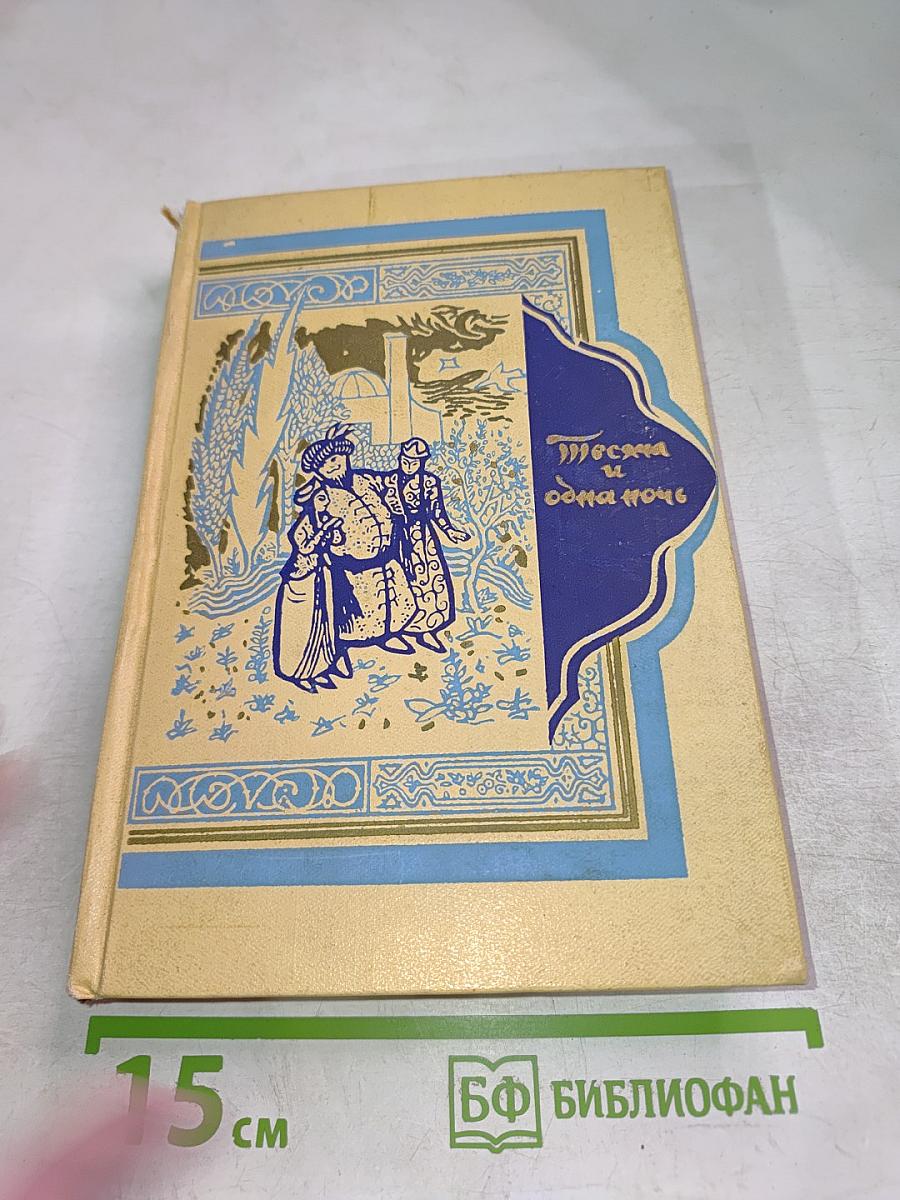 Тысяча
и
одна ночь
15 см
БФ БИБЛИОФАН